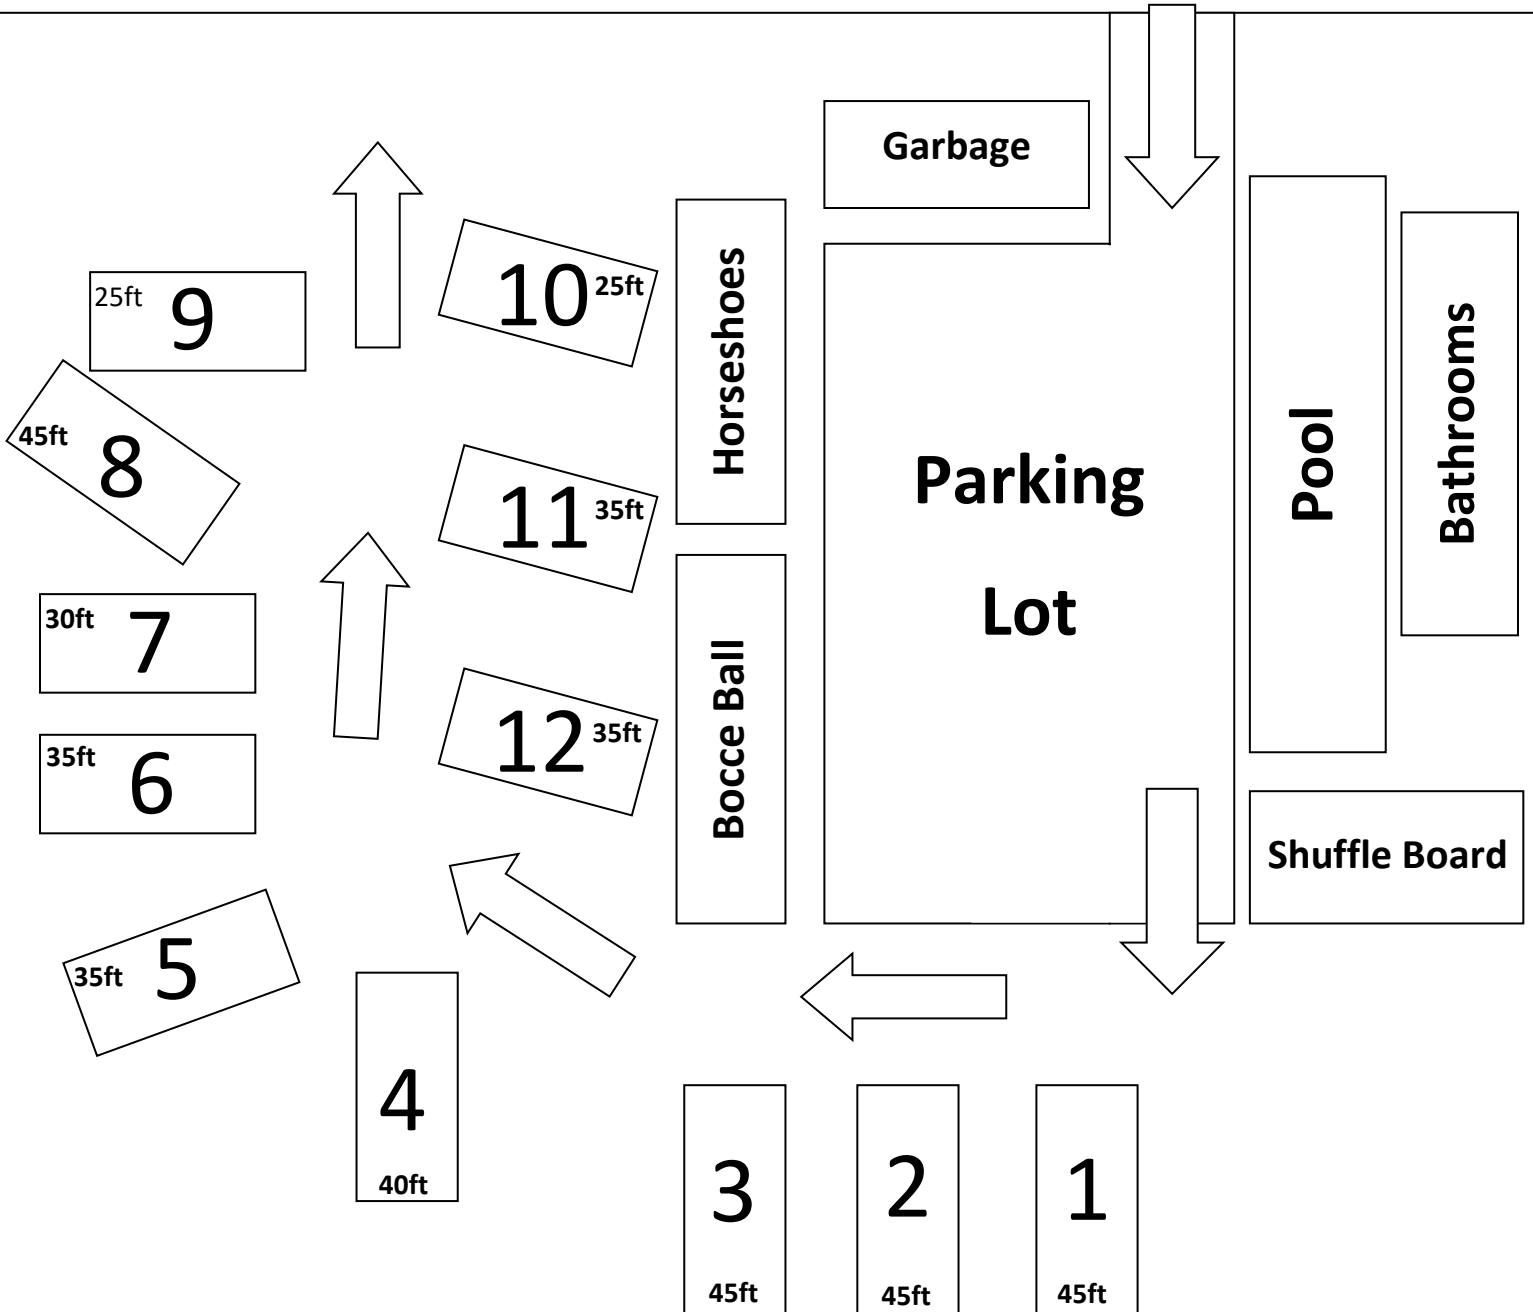 Garbage
Horseshoes
Parking
Lot
Pool
Bathrooms
Bocce Ball
Shuffle Board
25ft 9
10 25ft
45ft 8
11 35ft
30ft 7
12 35ft
35ft 6
35ft 5
4
40ft
3
45ft
2
45ft
1
45ft